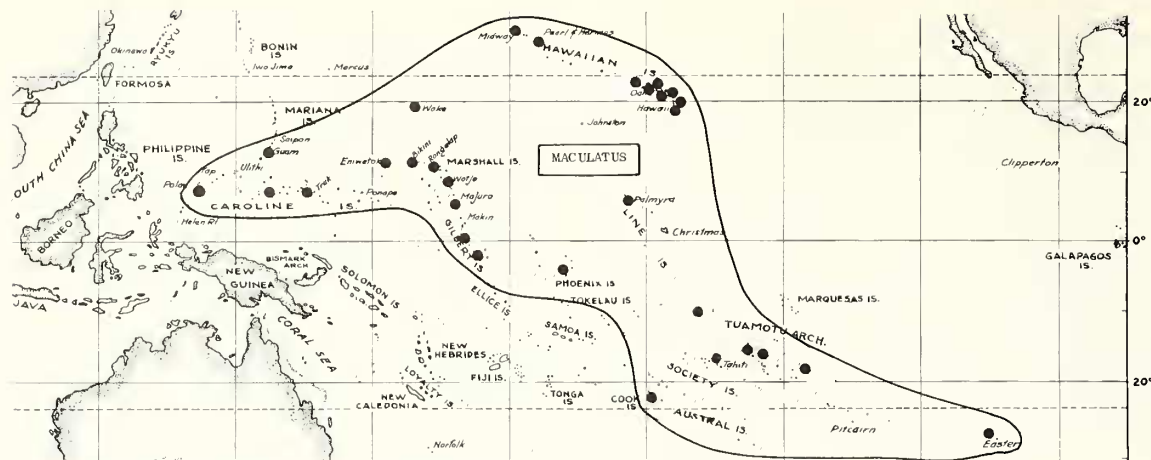 Okinawa
RYUKYU IS.
FORMOSA
BONIN IS
Iwo Jima
Marcus
Midway
Pearl & Hermes
HAWAIIAN IS
Oahu
Hawaii
20°
MARIANA IS.
Wake
Johnston
SOUTH CHINA SEA
PHILIPPINE IS.
Saipan
Guam
Eniwetok
Bikini
Rongelap
MARSHALL IS.
MACULATUS
Clipperton
Yap
Ulithi
Palau
Truk
Ponape
Wotje
Majuro
Palmyra
CAROLINE IS.
Helen Rf
Makin
LINE IS
Christmas
BORNEO
GILBERT IS
0°
GALAPAGOS IS.
BISMARK ARCH
NEW GUINEA
SOLOMON IS.
PHOENIX IS
JAVA
ELLICE IS.
TOKELAU IS
MARQUESAS IS.
CORAL SEA
SAMOA IS.
TUAMOTU ARCH.
NEW HEBRIDES
FIJI IS.
Tahiti
LOYALTY IS.
SOCIETY IS.
20°
NEW CALEDONIA
TONGA IS
COOK IS
AUSTRAL IS.
Pitcairn
Norfolk
Easter